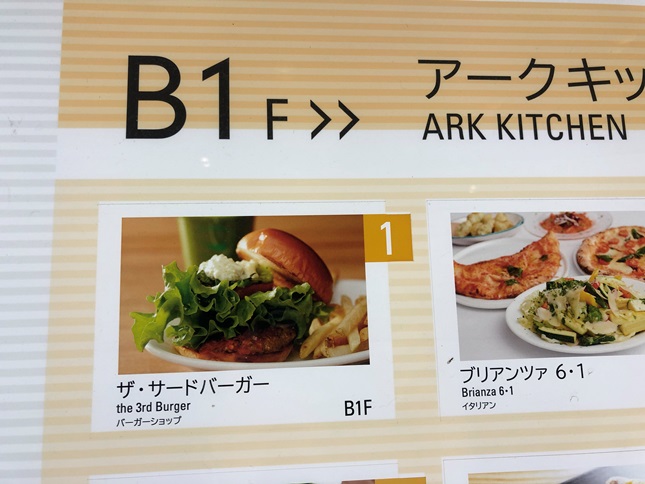 B1F >> アークキッ
ARK KITCHEN
1
ザ・サードバーガー
the 3rd Burger
バーガーショップ
B1F
ブリアンツァ 6・1
Brianza 6・1
イタリアン